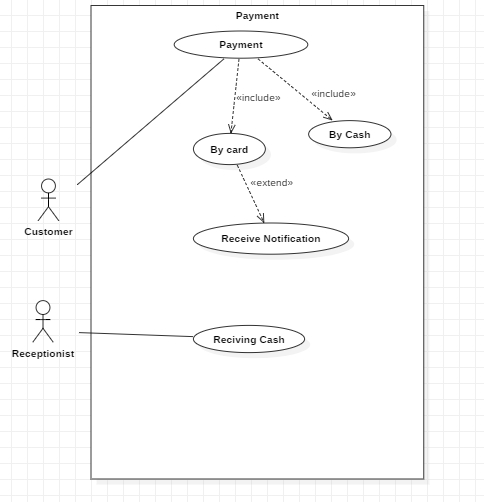 Payment
Payment
«include»
«include»
By Cash
By card
«extend»
Customer
Receive Notification
Receptionist
Reciving Cash